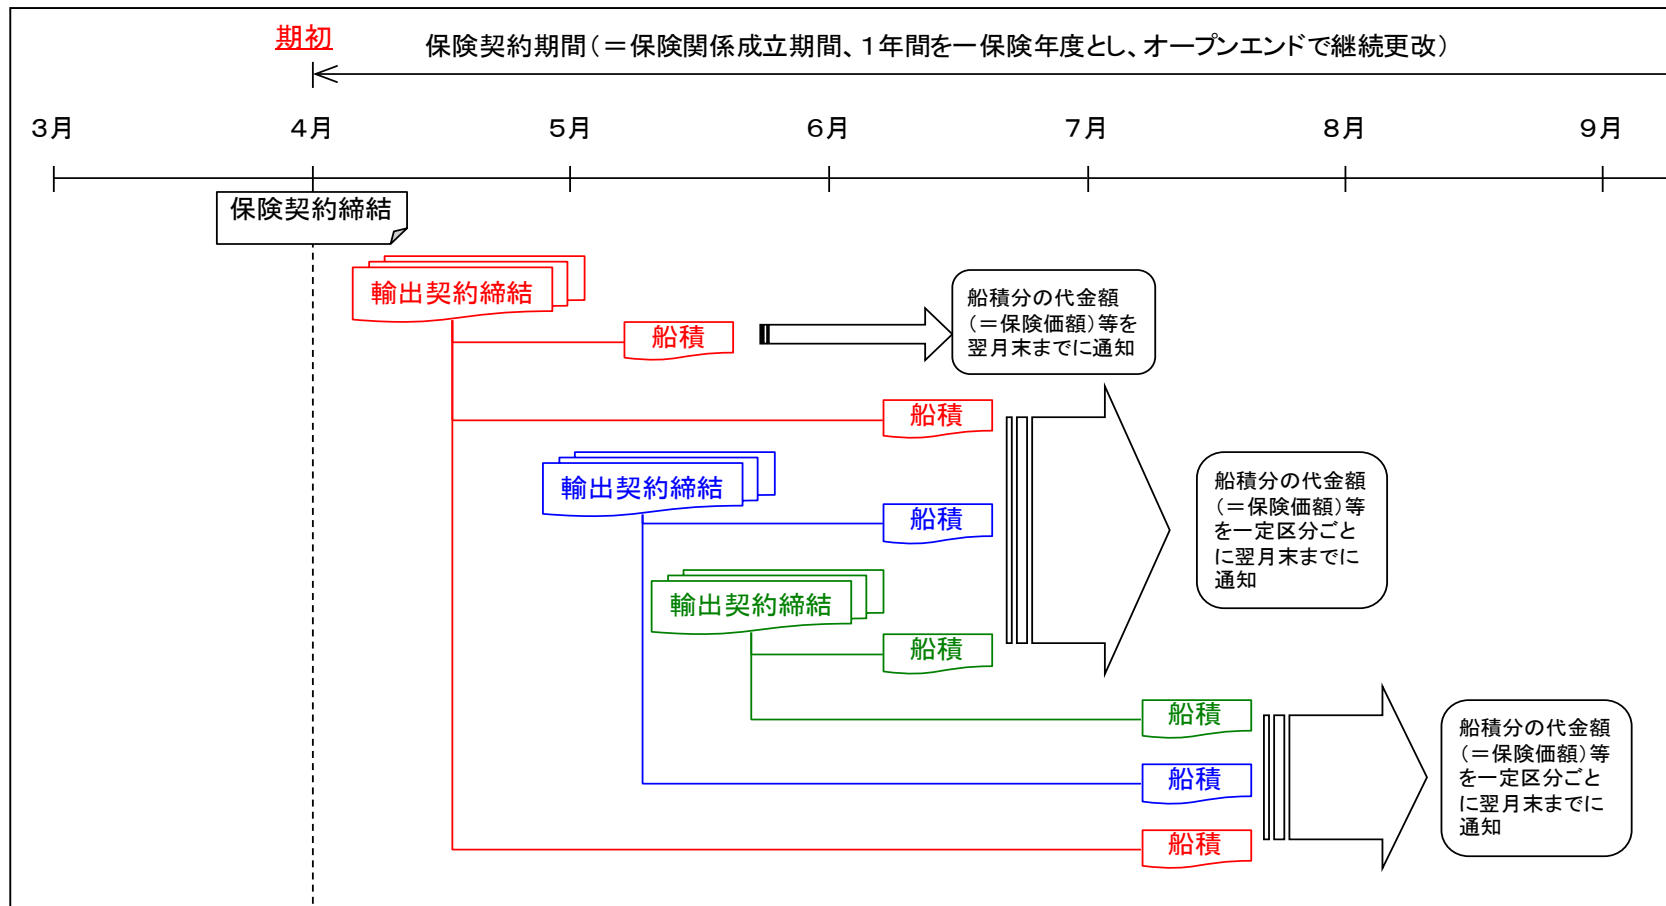 期初
保険契約期間（＝保険関係成立期間、１年間を一保険年度とし、オープンエンドで継続更改）
３月
４月
５月
６月
７月
８月
９月
保険契約締結
輸出契約締結
船積
船積分の代金額
（＝保険価額）等を
翌月末までに通知
船積
輸出契約締結
船積
船積分の代金額
（＝保険価額）等
を一定区分ごと
に翌月末までに
通知
輸出契約締結
船積
船積
船積分の代金額
（＝保険価額）等
を一定区分ごと
に翌月末までに
通知
船積
船積